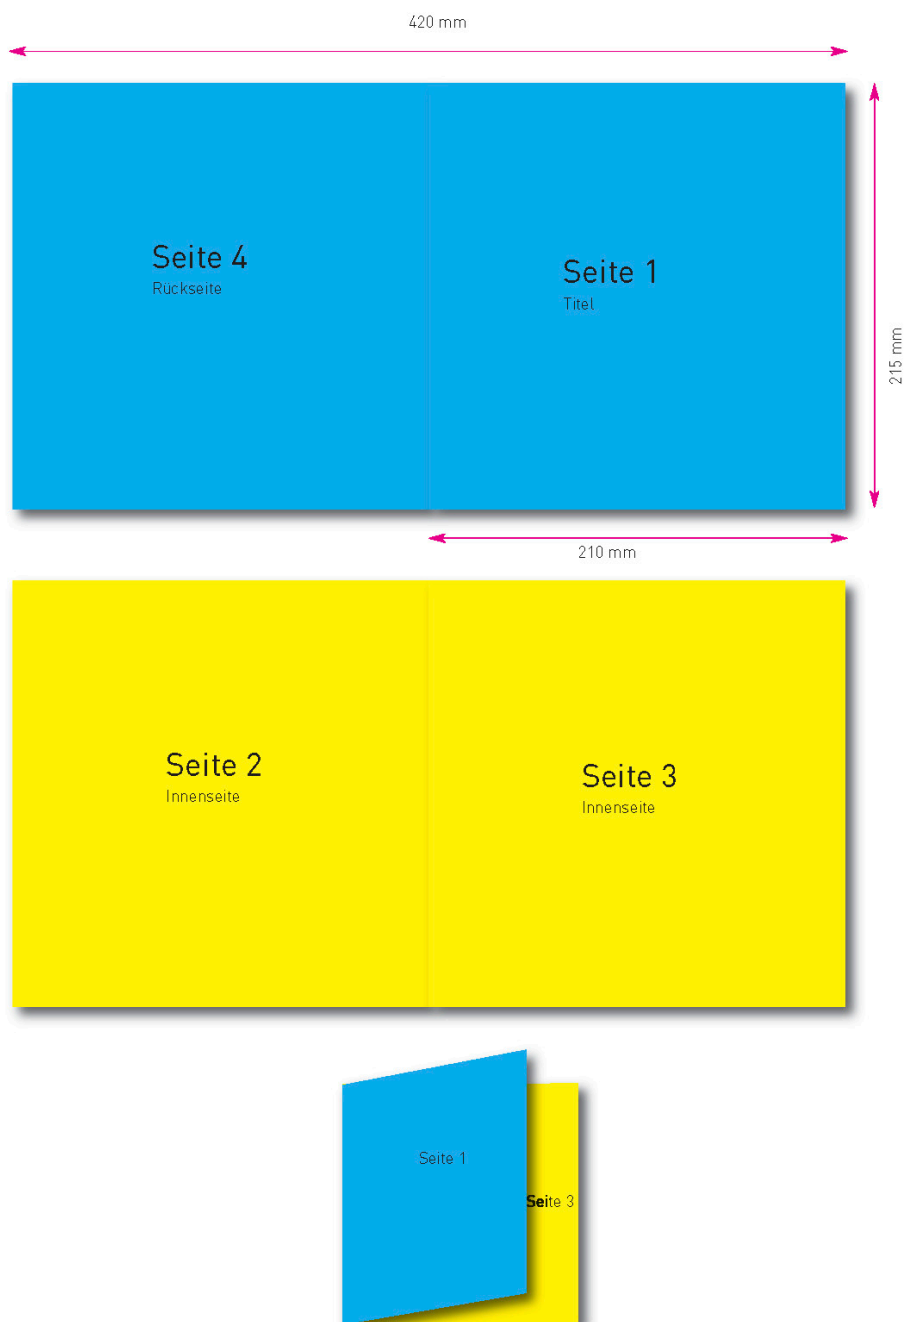 420 mm
Seite 4
Rückseite
Seite 1
Titel
215 mm
210 mm
Seite 2
Innenseite
Seite 3
Innenseite
Seite 1
Seite 3